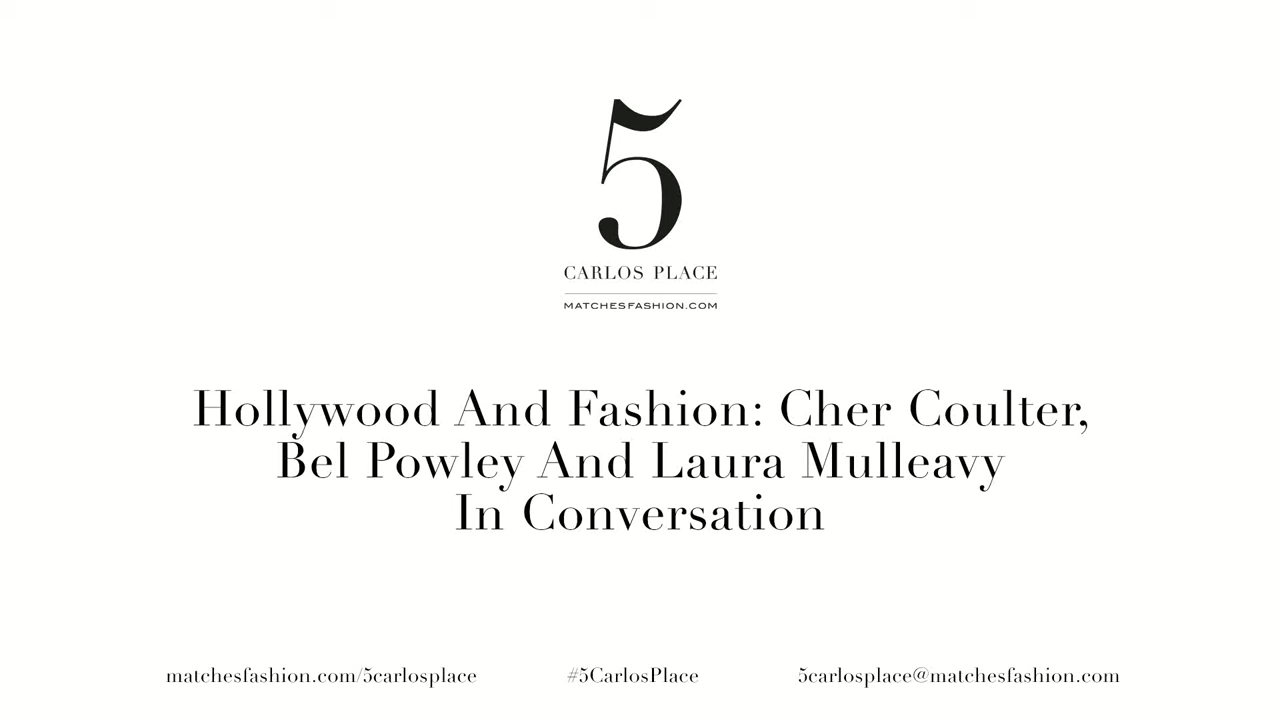 5
CARLOS PLACE
MATCHESFASHION.COM
Hollywood And Fashion: Cher Coulter,
Bel Powley And Laura Mulleavy
In Conversation
matchesfashion.com/5carlosplace #5CarlosPlace 5carlosplace@matchesfashion.com